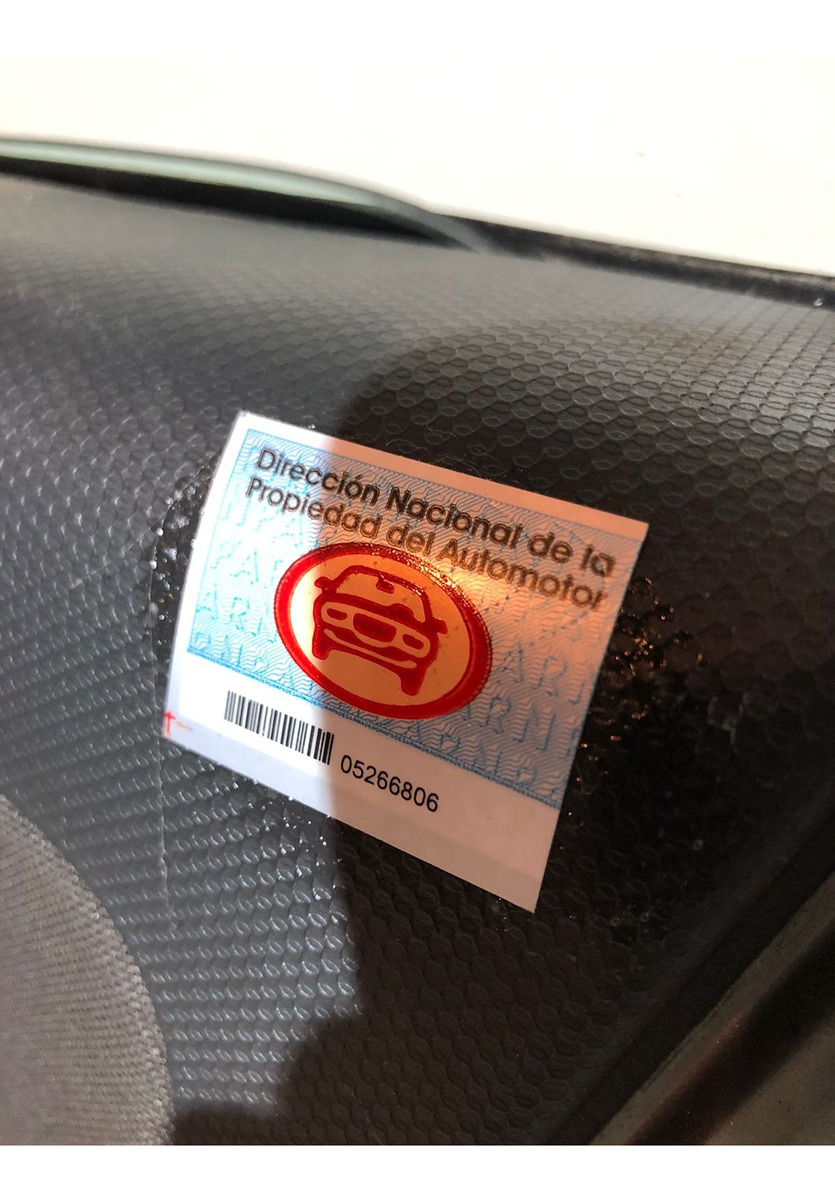 Dirección Nacional de la
Propiedad del Automotor
05266806